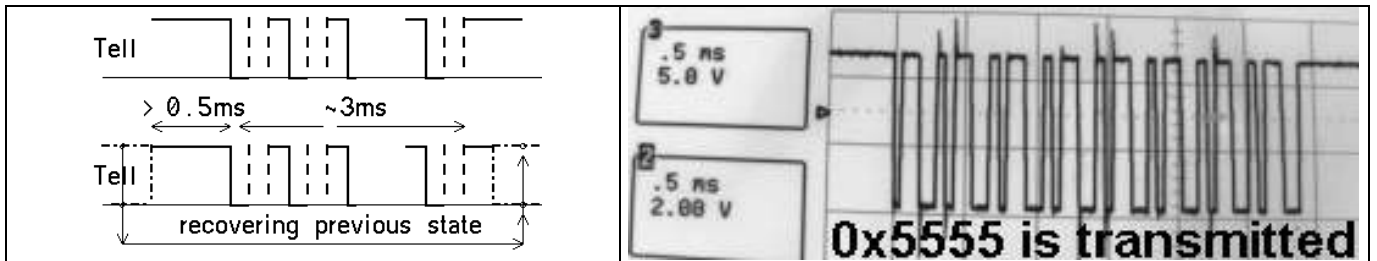 Tell
> 0.5ms
~3ms
Tell
recovering previous state
3
.5 ms
5.0 V
2
.5 ms
2.00 V
0x5555 is transmitted